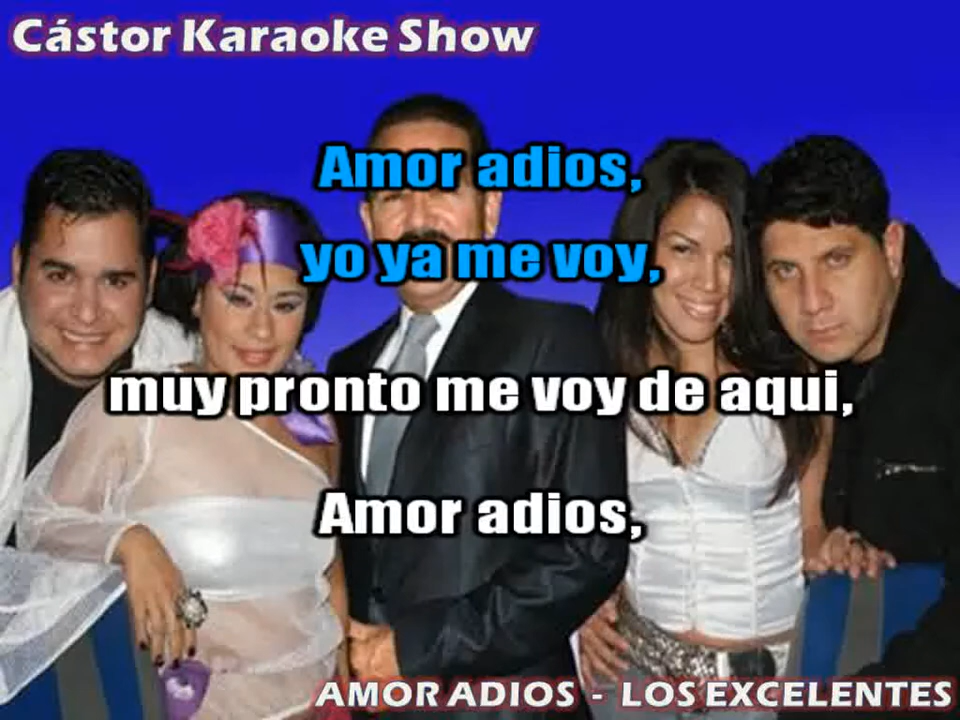 Cástor Karaoke Show
Amor adios,
yo ya me voy,
muy pronto me voy de aqui,
Amor adios,
AMOR ADIOS - LOS EXCELENTES